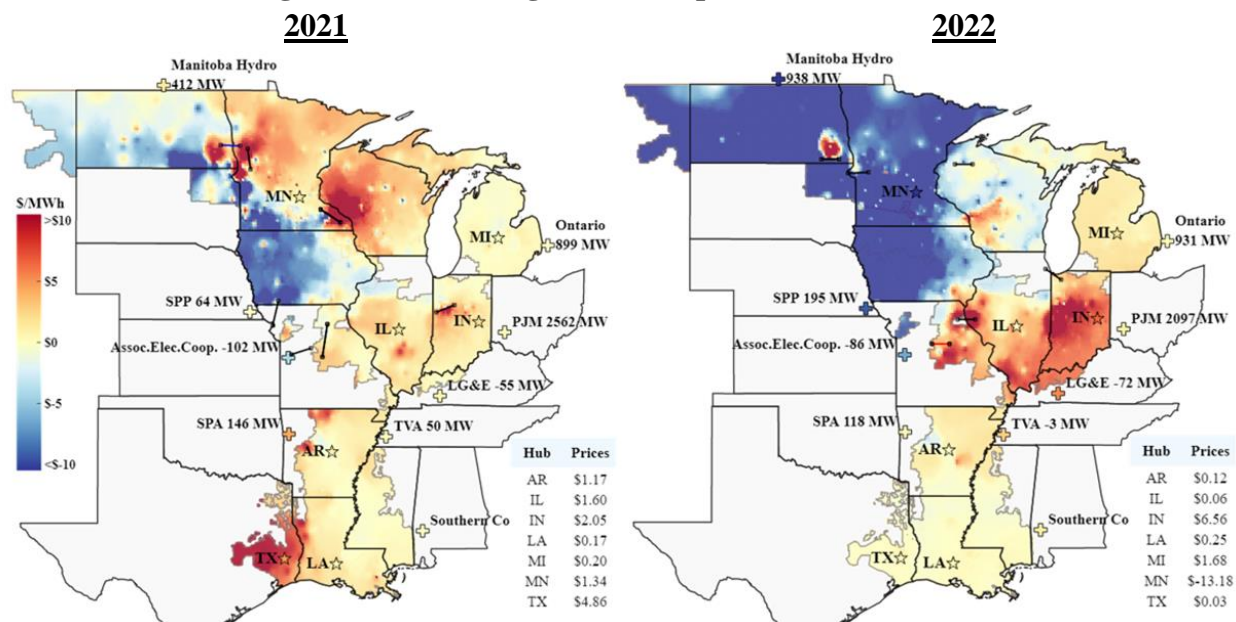 2021
Manitoba Hydro
412 MW
$/MWh
>$10
$5
$0
$-5
<$-10
MN
MI
Ontario
899 MW
SPP 64 MW
IL
IN
PJM 2562 MW
Assoc.Elec.Coop. -102 MW
LG&E -55 MW
SPA 146 MW
TVA 50 MW
AR
Southern Co
TX
LA
Hub Prices
AR $1.17
IL $1.60
IN $2.05
LA $0.17
MI $0.20
MN $1.34
TX $4.86
2022
Manitoba Hydro
938 MW
MN
MI
Ontario
931 MW
SPP 195 MW
IL
IN
PJM 2097 MW
Assoc.Elec.Coop. -86 MW
LG&E -72 MW
SPA 118 MW
TVA -3 MW
AR
Southern Co
TX
LA
Hub Prices
AR $0.12
IL $0.06
IN $6.56
LA $0.25
MI $1.68
MN $-13.18
TX $0.03